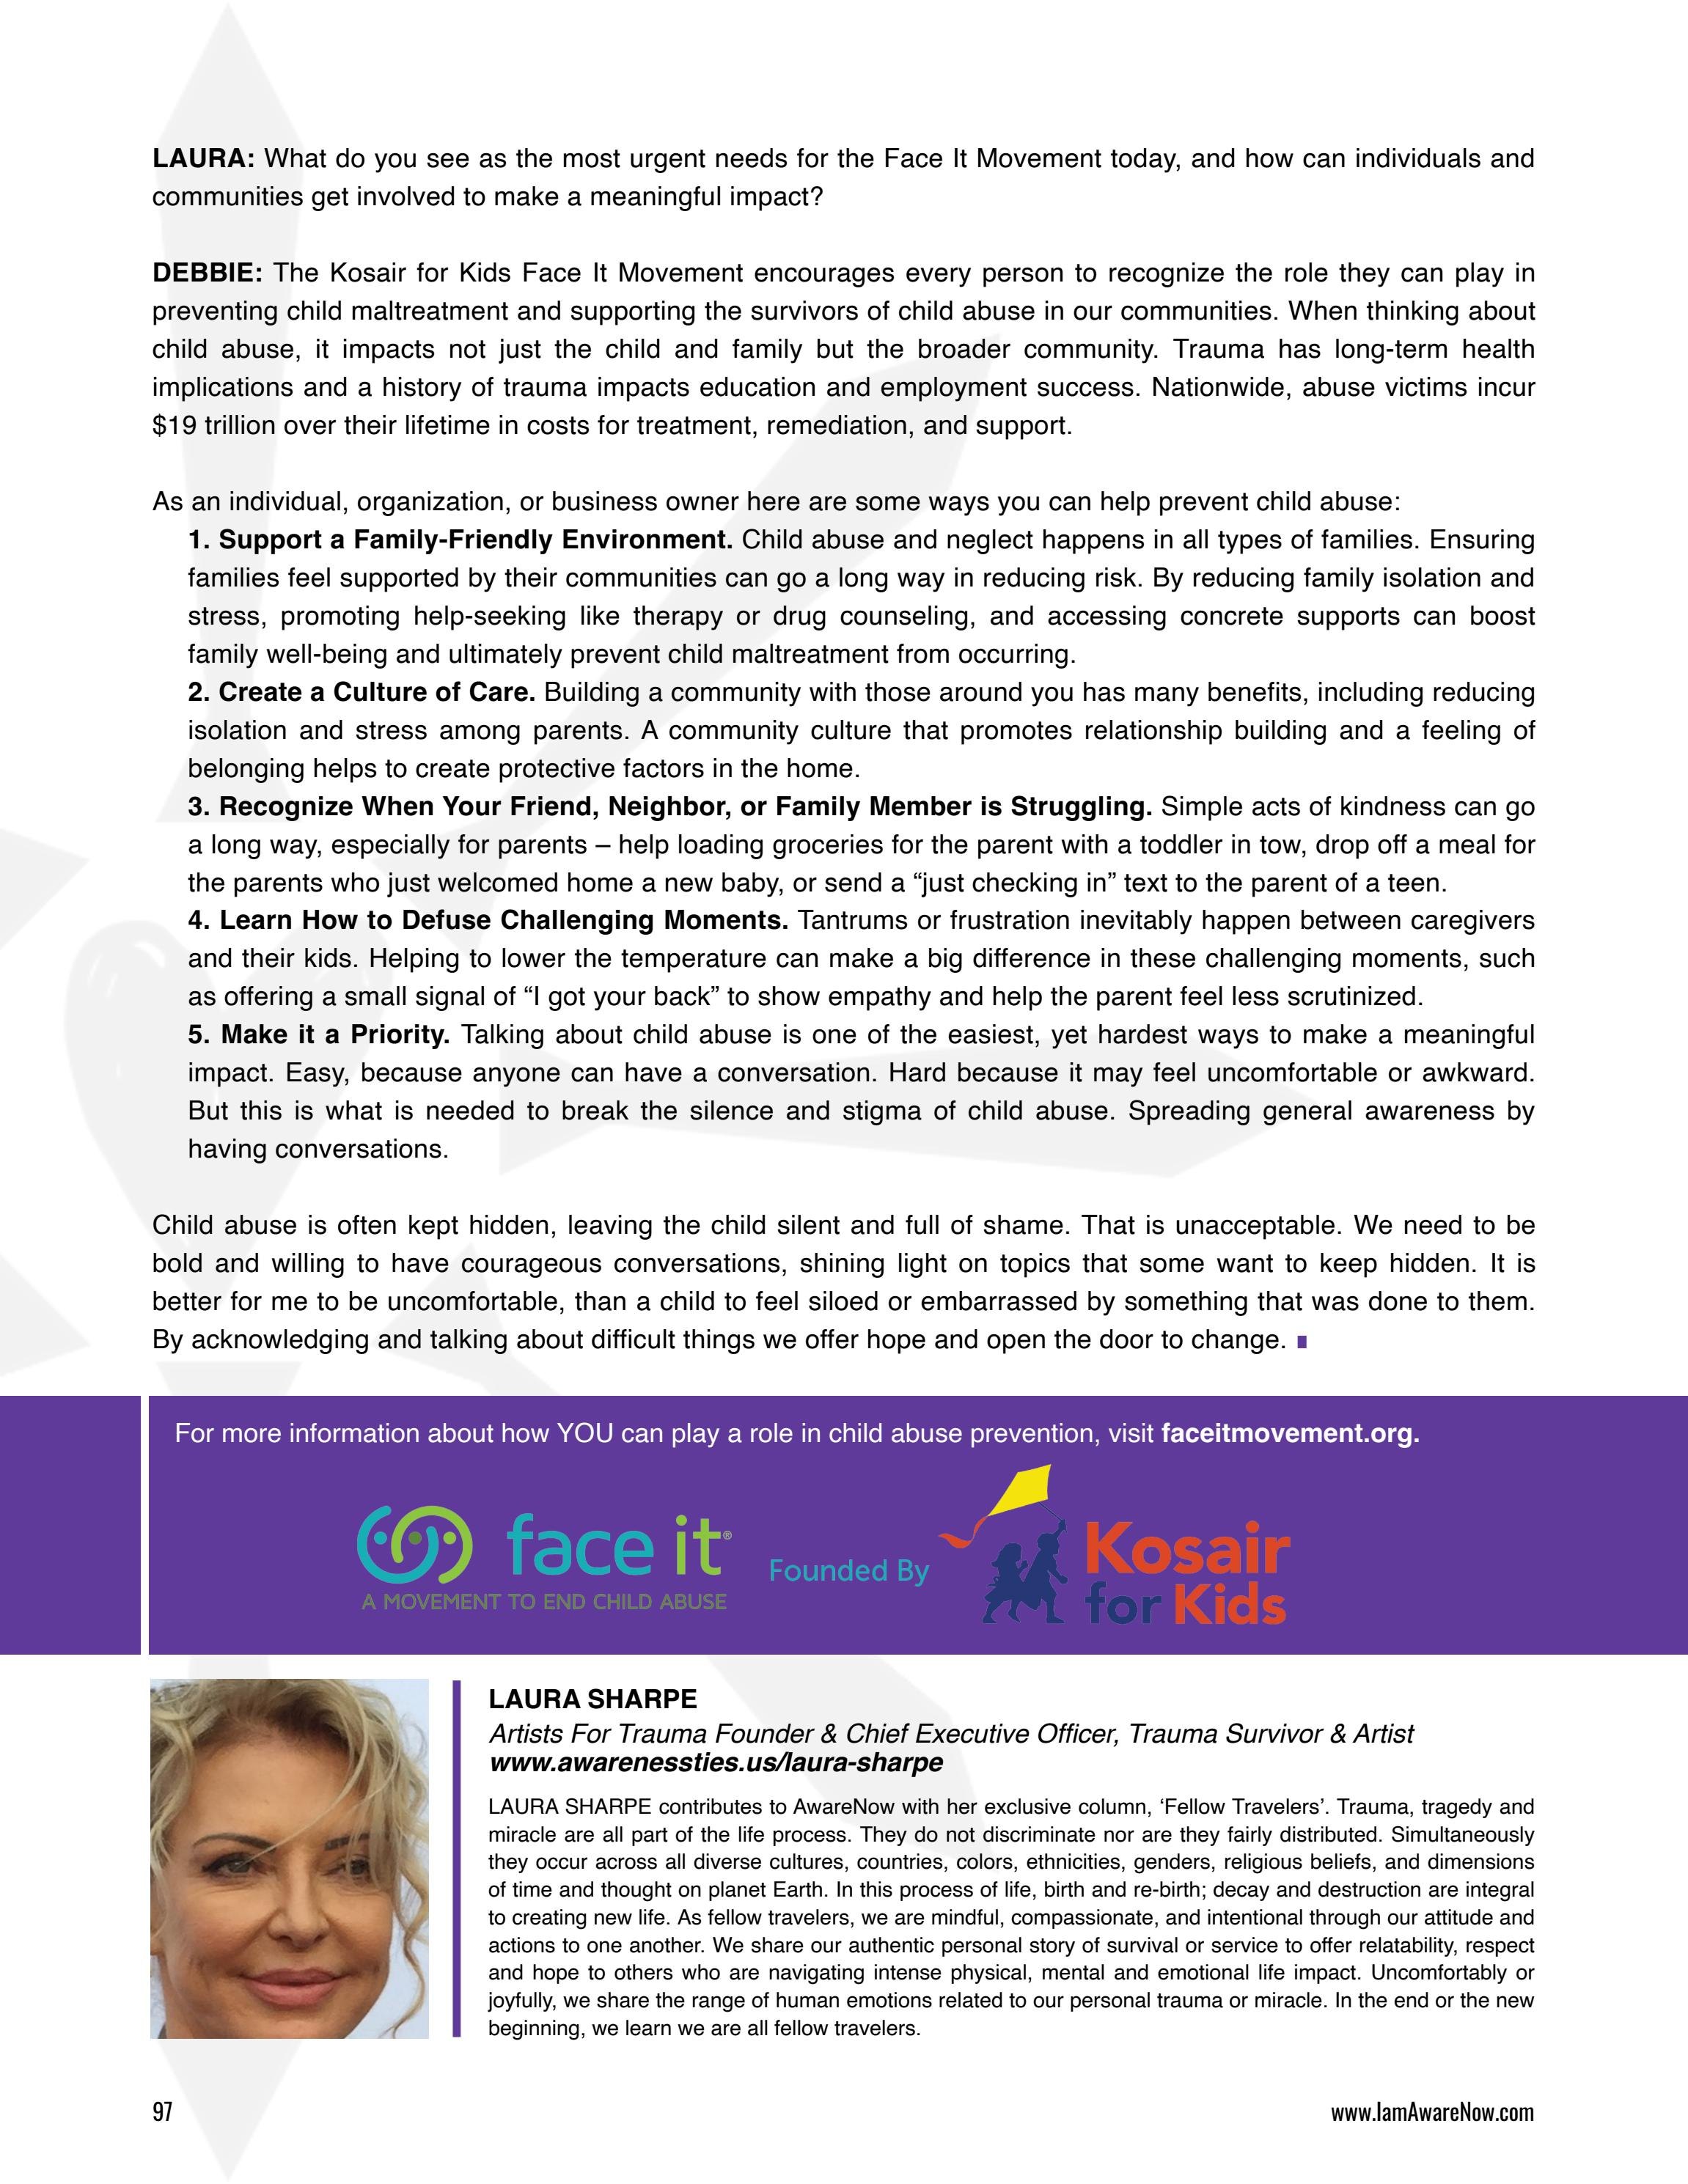 LAURA: What do you see as the most urgent needs for the Face It Movement today, and how can individuals and
communities get involved to make a meaningful impact?
DEBBIE: The Kosair for Kids Face It Movement encourages every person to recognize the role they can play in
preventing child maltreatment and supporting the survivors of child abuse in our communities. When thinking about
child abuse, it impacts not just the child and family but the broader community. Trauma has long-term health
implications and a history of trauma impacts education and employment success. Nationwide, abuse victims incur
$19 trillion over their lifetime in costs for treatment, remediation, and support.
As an individual, organization, or business owner here are some ways you can help prevent child abuse:
1. Support a Family-Friendly Environment. Child abuse and neglect happens in all types of families. Ensuring
families feel supported by their communities can go a long way in reducing risk. By reducing family isolation and
stress, promoting help-seeking like therapy or drug counseling, and accessing concrete supports can boost
family well-being and ultimately prevent child maltreatment from occurring.
2. Create a Culture of Care. Building a community with those around you has many benefits, including reducing
isolation and stress among parents. A community culture that promotes relationship building and a feeling of
belonging helps to create protective factors in the home.
3. Recognize When Your Friend, Neighbor, or Family Member is Struggling. Simple acts of kindness can go
a long way, especially for parents – help loading groceries for the parent with a toddler in tow, drop off a meal for
the parents who just welcomed home a new baby, or send a “just checking in” text to the parent of a teen.
4. Learn How to Defuse Challenging Moments. Tantrums or frustration inevitably happen between caregivers
and their kids. Helping to lower the temperature can make a big difference in these challenging moments, such
as offering a small signal of “I got your back” to show empathy and help the parent feel less scrutinized.
5. Make it a Priority. Talking about child abuse is one of the easiest, yet hardest ways to make a meaningful
impact. Easy, because anyone can have a conversation. Hard because it may feel uncomfortable or awkward.
But this is what is needed to break the silence and stigma of child abuse. Spreading general awareness by
having conversations.
Child abuse is often kept hidden, leaving the child silent and full of shame. That is unacceptable. We need to be
bold and willing to have courageous conversations, shining light on topics that some want to keep hidden. It is
better for me to be uncomfortable, than a child to feel siloed or embarrassed by something that was done to them.
By acknowledging and talking about difficult things we offer hope and open the door to change.
For more information about how YOU can play a role in child abuse prevention, visit faceitmovement.org.
face it®
A MOVEMENT TO END CHILD ABUSE
Founded By
Kosair
for Kids
LAURA SHARPE
Artists For Trauma Founder & Chief Executive Officer, Trauma Survivor & Artist
www.awarenessties.us/laura-sharpe
LAURA SHARPE contributes to AwareNow with her exclusive column, ‘Fellow Travelers’. Trauma, tragedy and
miracle are all part of the life process. They do not discriminate nor are they fairly distributed. Simultaneously
they occur across all diverse cultures, countries, colors, ethnicities, genders, religious beliefs, and dimensions
of time and thought on planet Earth. In this process of life, birth and re-birth; decay and destruction are integral
to creating new life. As fellow travelers, we are mindful, compassionate, and intentional through our attitude and
actions to one another. We share our authentic personal story of survival or service to offer relatability, respect
and hope to others who are navigating intense physical, mental and emotional life impact. Uncomfortably or
joyfully, we share the range of human emotions related to our personal trauma or miracle. In the end or the new
beginning, we learn we are all fellow travelers.
97
www.IamAwareNow.com